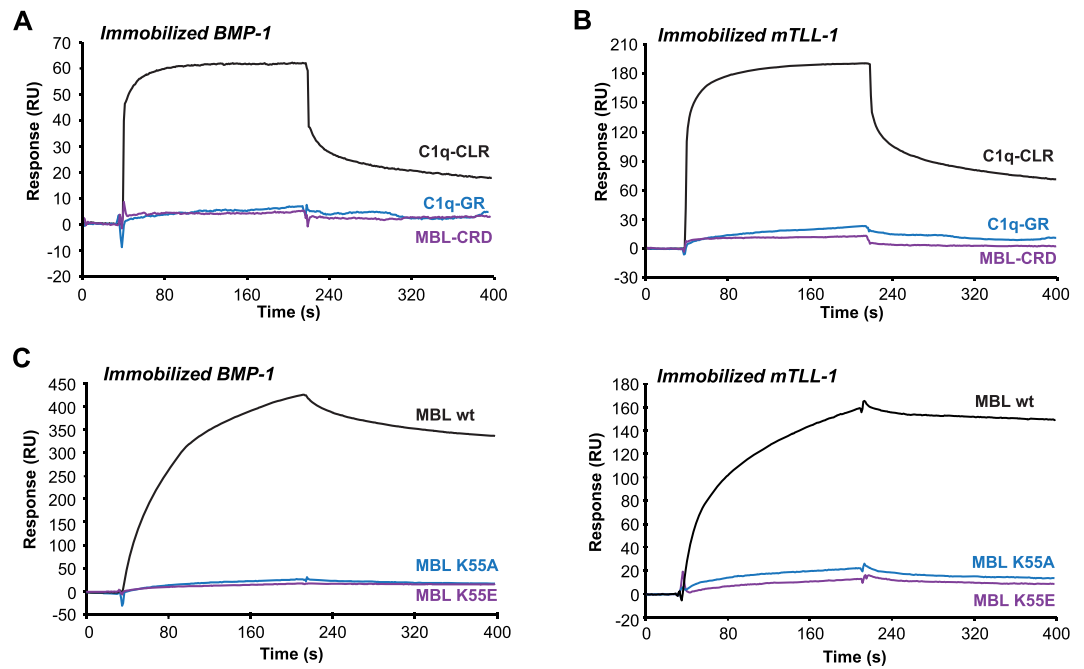 A
Immobilized BMP-1
70
60
50
40
30
20
10
0
-10
-20
Response (RU)
C1q-CLR
C1q-GR
MBL-CRD
0 80 160 240 320 400
Time (s)
B
Immobilized mTLL-1
210
180
150
120
90
60
30
0
-30
Response (RU)
C1q-CLR
C1q-GR
MBL-CRD
0 80 160 240 320 400
Time (s)
C
Immobilized BMP-1
450
400
350
300
250
200
150
100
50
0
-50
Response (RU)
MBL wt
MBL K55A
MBL K55E
0 80 160 240 320 400
Time (s)
Immobilized mTLL-1
180
160
140
120
100
80
60
40
20
0
-20
Response (RU)
MBL wt
MBL K55A
MBL K55E
0 80 160 240 320 400
Time (s)